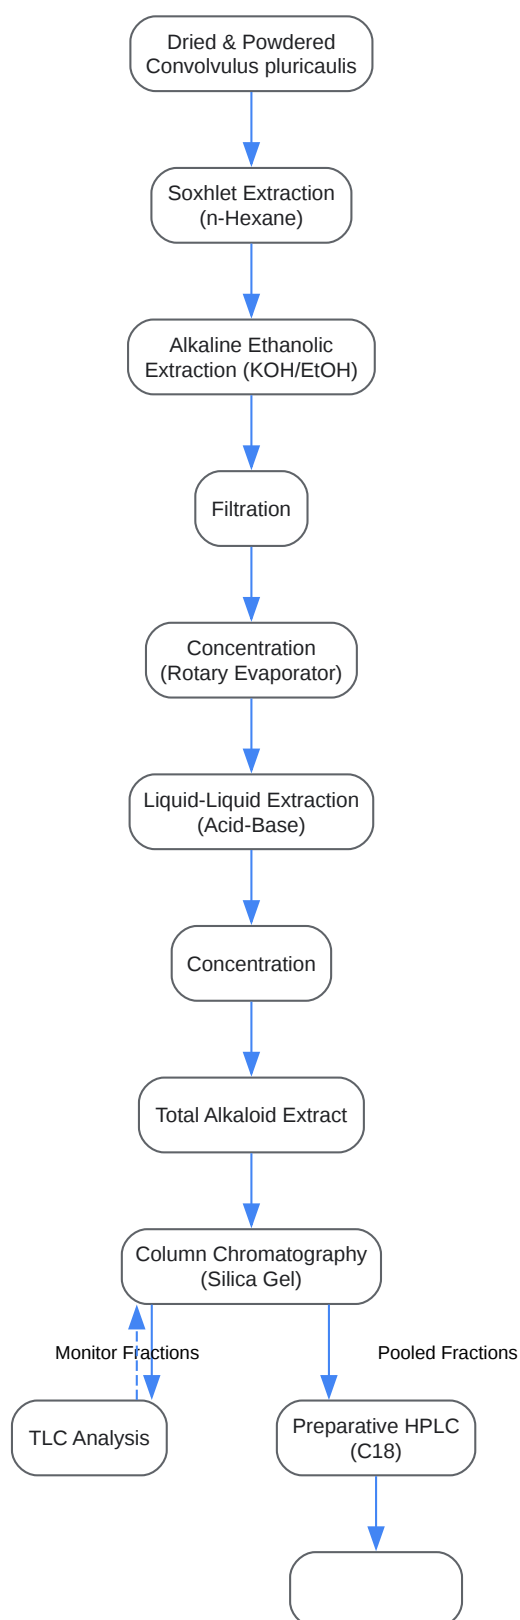 Dried & Powdered
Convolvulus pluricaulis
Soxhlet Extraction
(n-Hexane)
Alkaline Ethanolic
Extraction (KOH/EtOH)
Filtration
Concentration
(Rotary Evaporator)
Liquid-Liquid Extraction
(Acid-Base)
Concentration
Total Alkaloid Extract
Column Chromatography
(Silica Gel)
Monitor Fractions
Pooled Fractions
TLC Analysis
Preparative HPLC
(C18)